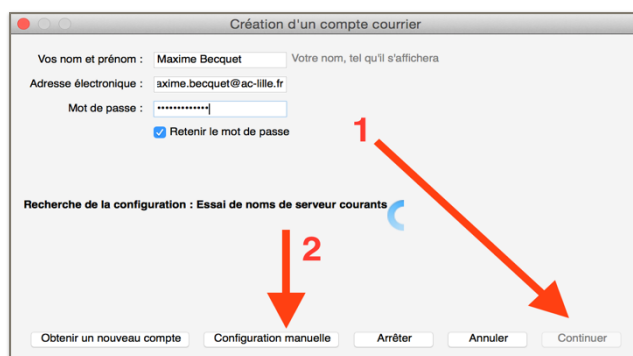 Création d'un compte courrier
Vos nom et prénom : Maxime Becquet Votre nom, tel qu'il s'affichera
Adresse électronique : axime.becquet@ac-lille.fr
Mot de passe : ••••••••••••
Retenir le mot de passe
1
Recherche de la configuration : Essai de noms de serveur courants
2
Obtenir un nouveau compte Configuration manuelle Arrêter Annuler Continuer